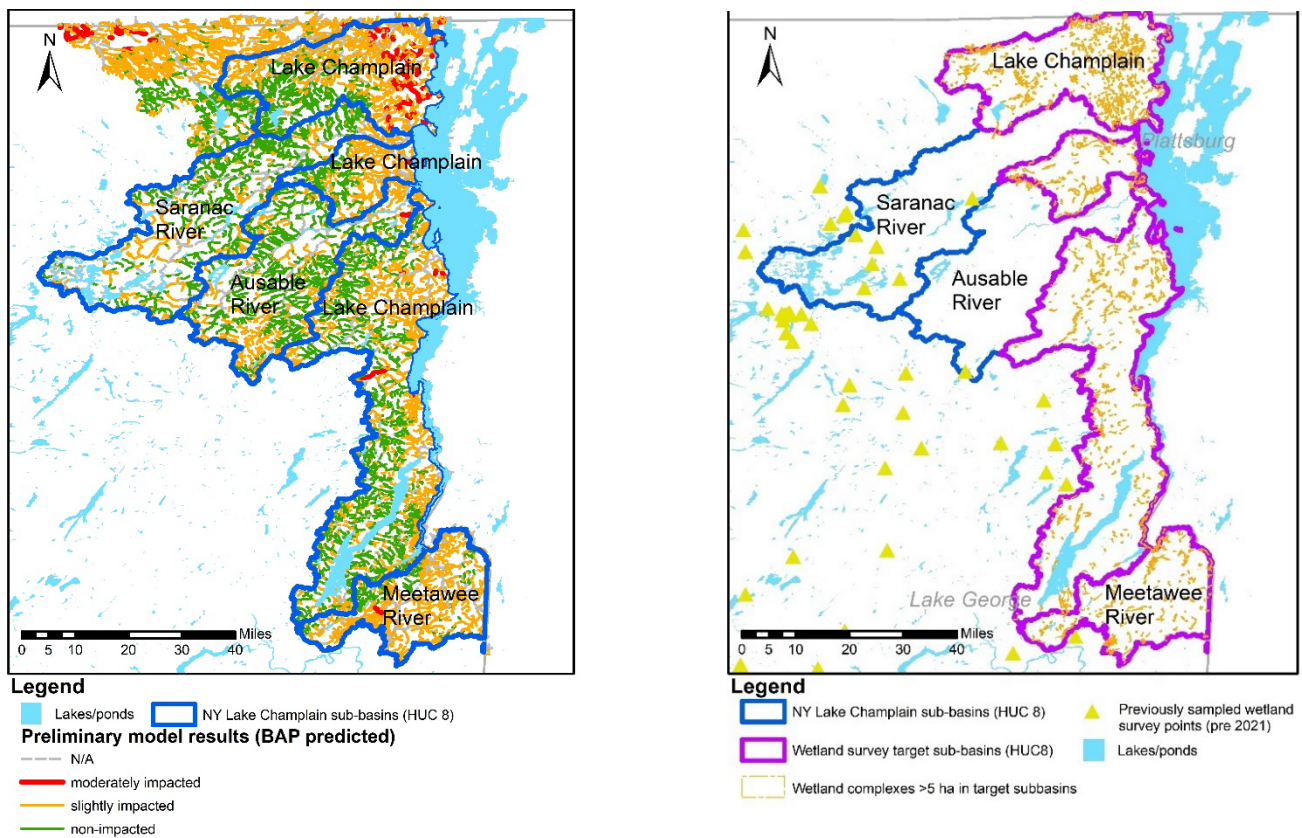 N
Lake Champlain
Lake Champlain
Saranac
River
Ausable
River
Lake Champlain
Meetawee
River
Miles
0 5 10 20 30 40
Legend
Lakes/ponds NY Lake Champlain sub-basins (HUC 8)
Preliminary model results (BAP predicted)
N/A
moderately impacted
slightly impacted
non-impacted
N
Lake Champlain
Plattsburg
Saranac
River
Ausable
River
Lake George
Meetawee
River
Miles
0 5 10 20 30 40
Legend
NY Lake Champlain sub-basins (HUC 8)
Previously sampled wetland
survey points (pre 2021)
Wetland survey target sub-basins (HUC8)
Lakes/ponds
Wetland complexes >5 ha in target subbasins